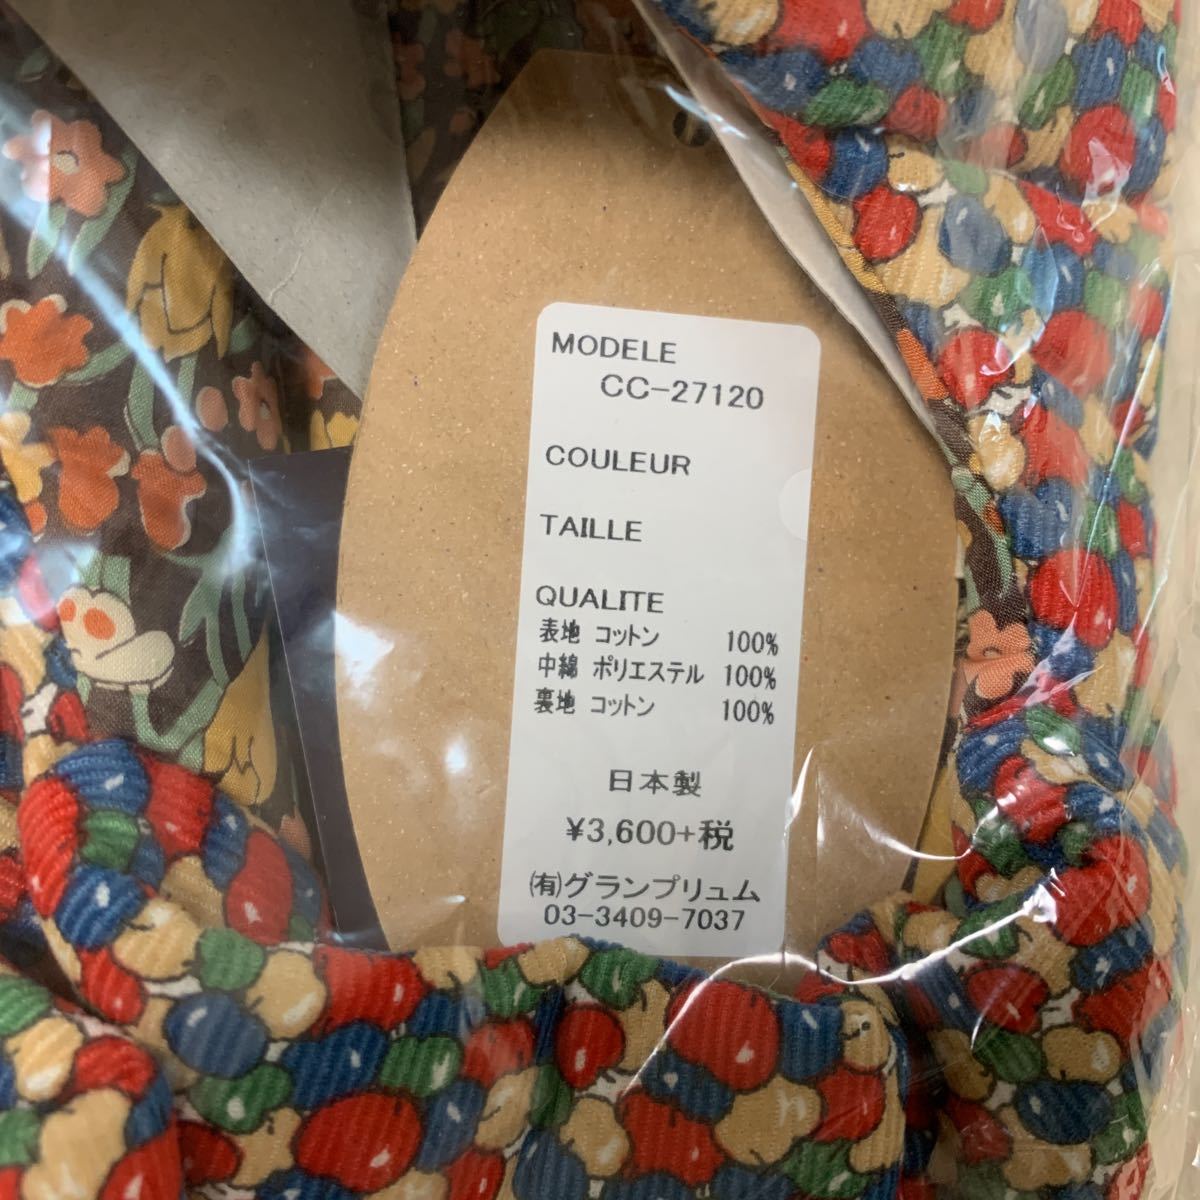 MODELE
CC-27120
COULEUR
TAILLE
QUALITE
表地 コットン 100%
中綿 ポリエステル 100%
裏地 コットン 100%
日本製
¥3,600+税
㈲グランプリュム
03-3409-7037